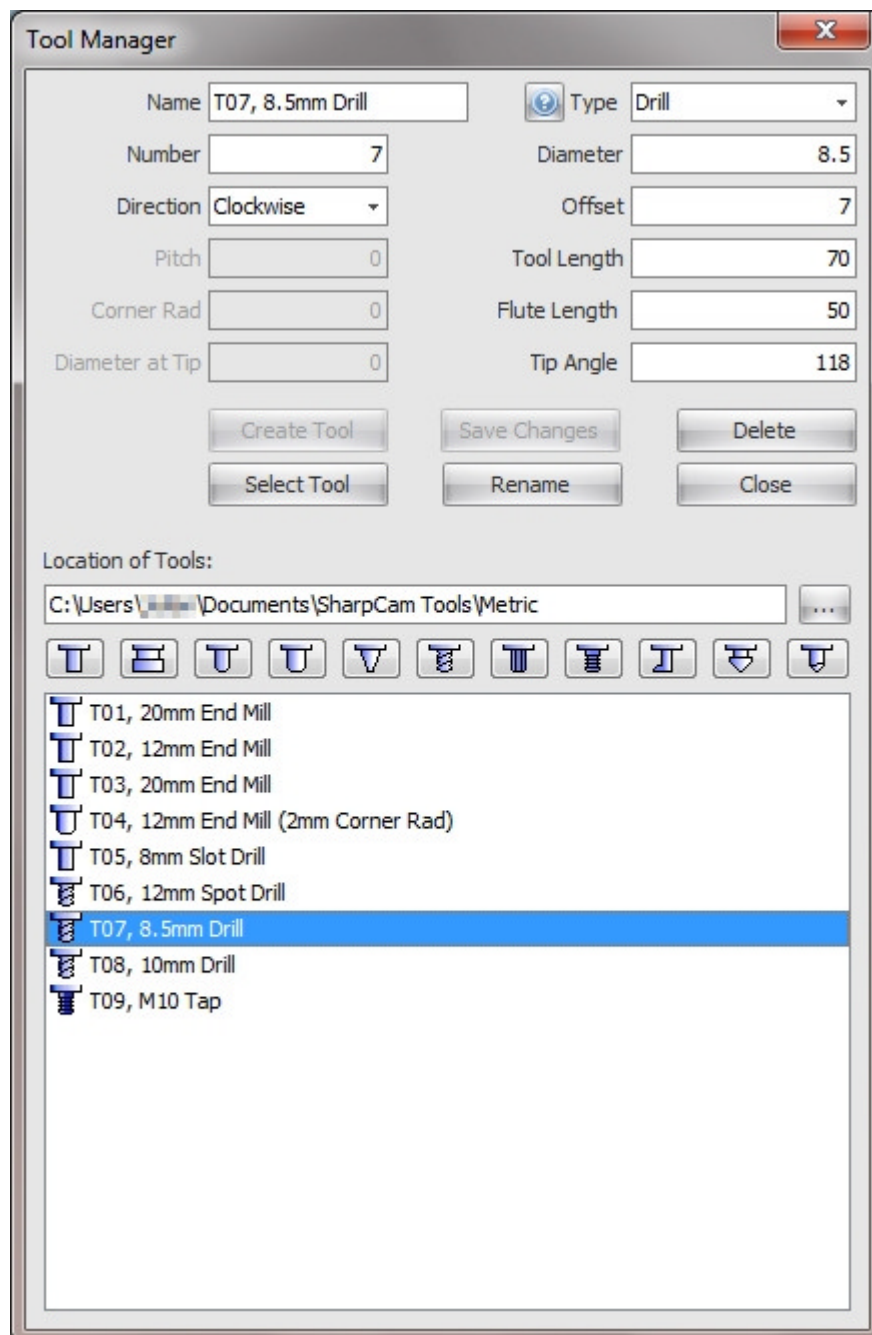 Tool Manager
Name T07, 8.5mm Drill Type Drill
Number 7 Diameter 8.5
Direction Clockwise Offset 7
Pitch 0 Tool Length 70
Corner Rad 0 Flute Length 50
Diameter at Tip 0 Tip Angle 118
Create Tool Save Changes Delete
Select Tool Rename Close
Location of Tools:
C:\Users\ \Documents\SharpCam Tools\Metric ...
T01, 20mm End Mill
T02, 12mm End Mill
T03, 20mm End Mill
T04, 12mm End Mill (2mm Corner Rad)
T05, 8mm Slot Drill
T06, 12mm Spot Drill
T07, 8.5mm Drill
T08, 10mm Drill
T09, M10 Tap